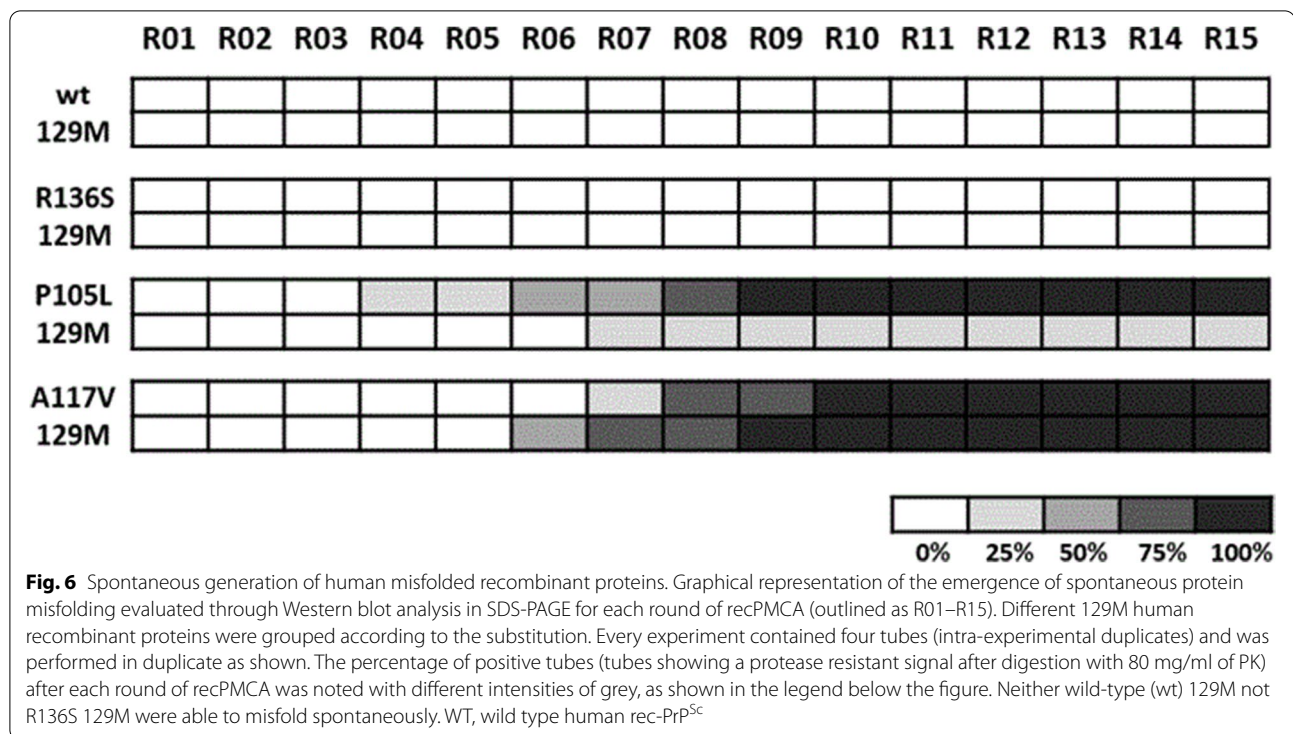 R01 R02 R03 R04 R05 R06 R07 R08 R09 R10 R11 R12 R13 R14 R15
wt
129M
R136S
129M
P105L
129M
A117V
129M
0% 25% 50% 75% 100%
Fig. 6 Spontaneous generation of human misfolded recombinant proteins. Graphical representation of the emergence of spontaneous protein
misfolding evaluated through Western blot analysis in SDS-PAGE for each round of recPMCA (outlined as R01–R15). Different 129M human
recombinant proteins were grouped according to the substitution. Every experiment contained four tubes (intra-experimental duplicates) and was
performed in duplicate as shown. The percentage of positive tubes (tubes showing a protease resistant signal after digestion with 80 mg/ml of PK)
after each round of recPMCA was noted with different intensities of grey, as shown in the legend below the figure. Neither wild-type (wt) 129M not
R136S 129M were able to misfold spontaneously. WT, wild type human rec-PrPSc